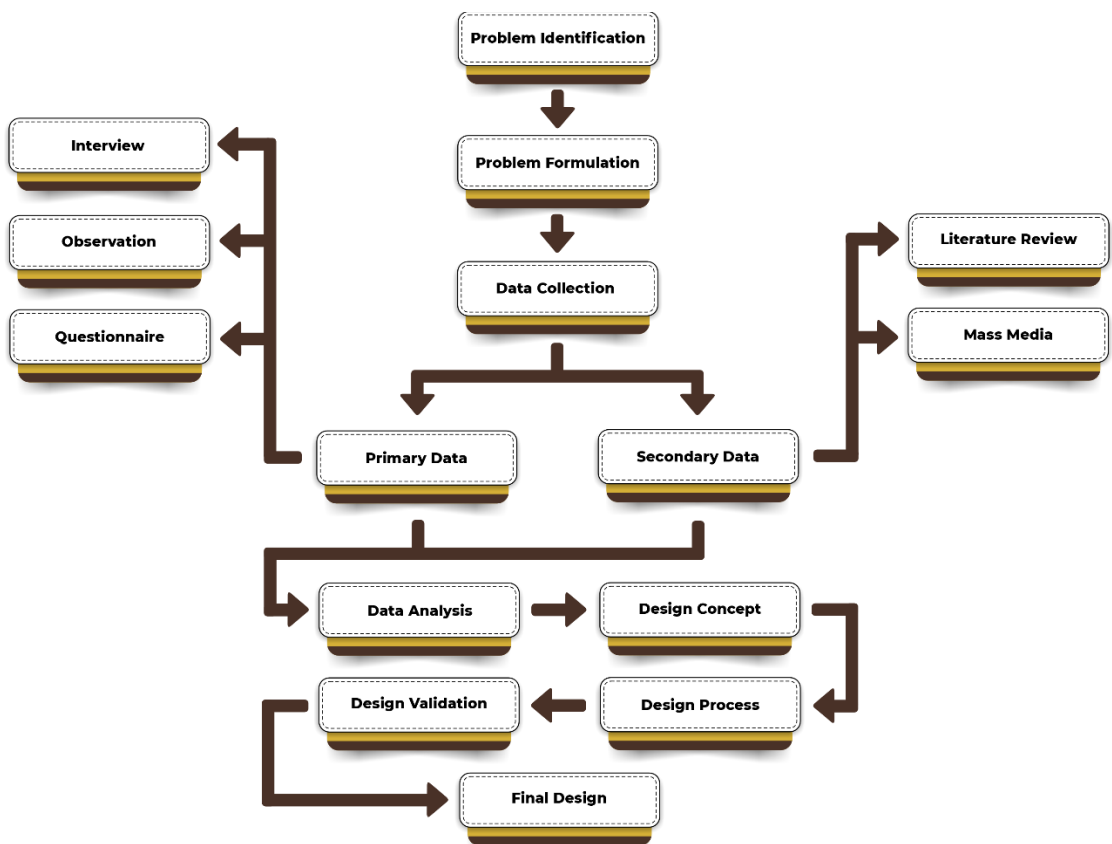 Problem Identification
Problem Formulation
Data Collection
Primary Data
Secondary Data
Interview
Observation
Questionnaire
Literature Review
Mass Media
Data Analysis
Design Concept
Design Process
Design Validation
Final Design